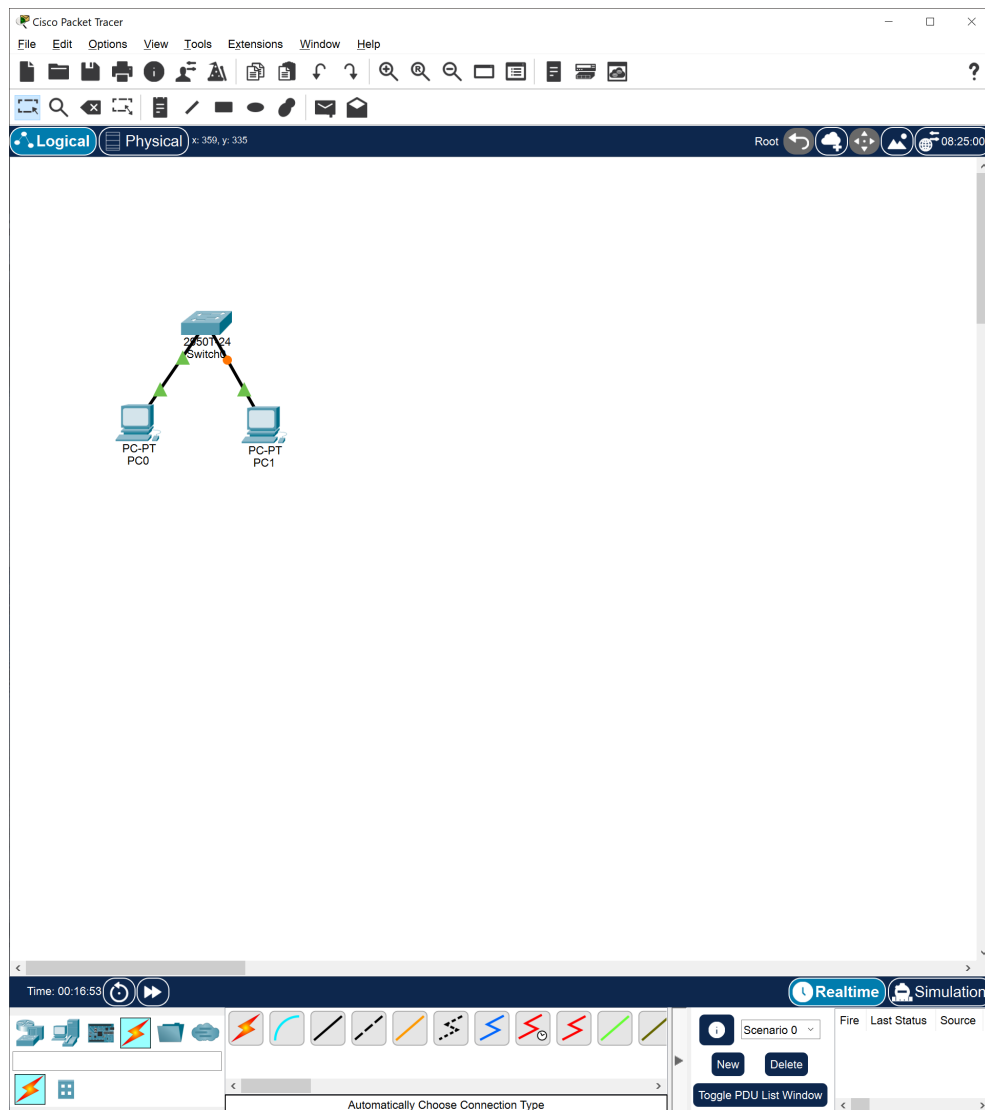 Cisco Packet Tracer
File Edit Options View Tools Extensions Window Help
Logical Physical x: 359, y: 335 Root 08:25:00
2950T-24
Switch0
PC-PT
PC0
PC-PT
PC1
Time: 00:16:53 Realtime Simulation
Scenario 0
Fire Last Status Source
New Delete
Toggle PDU List Window
Automatically Choose Connection Type